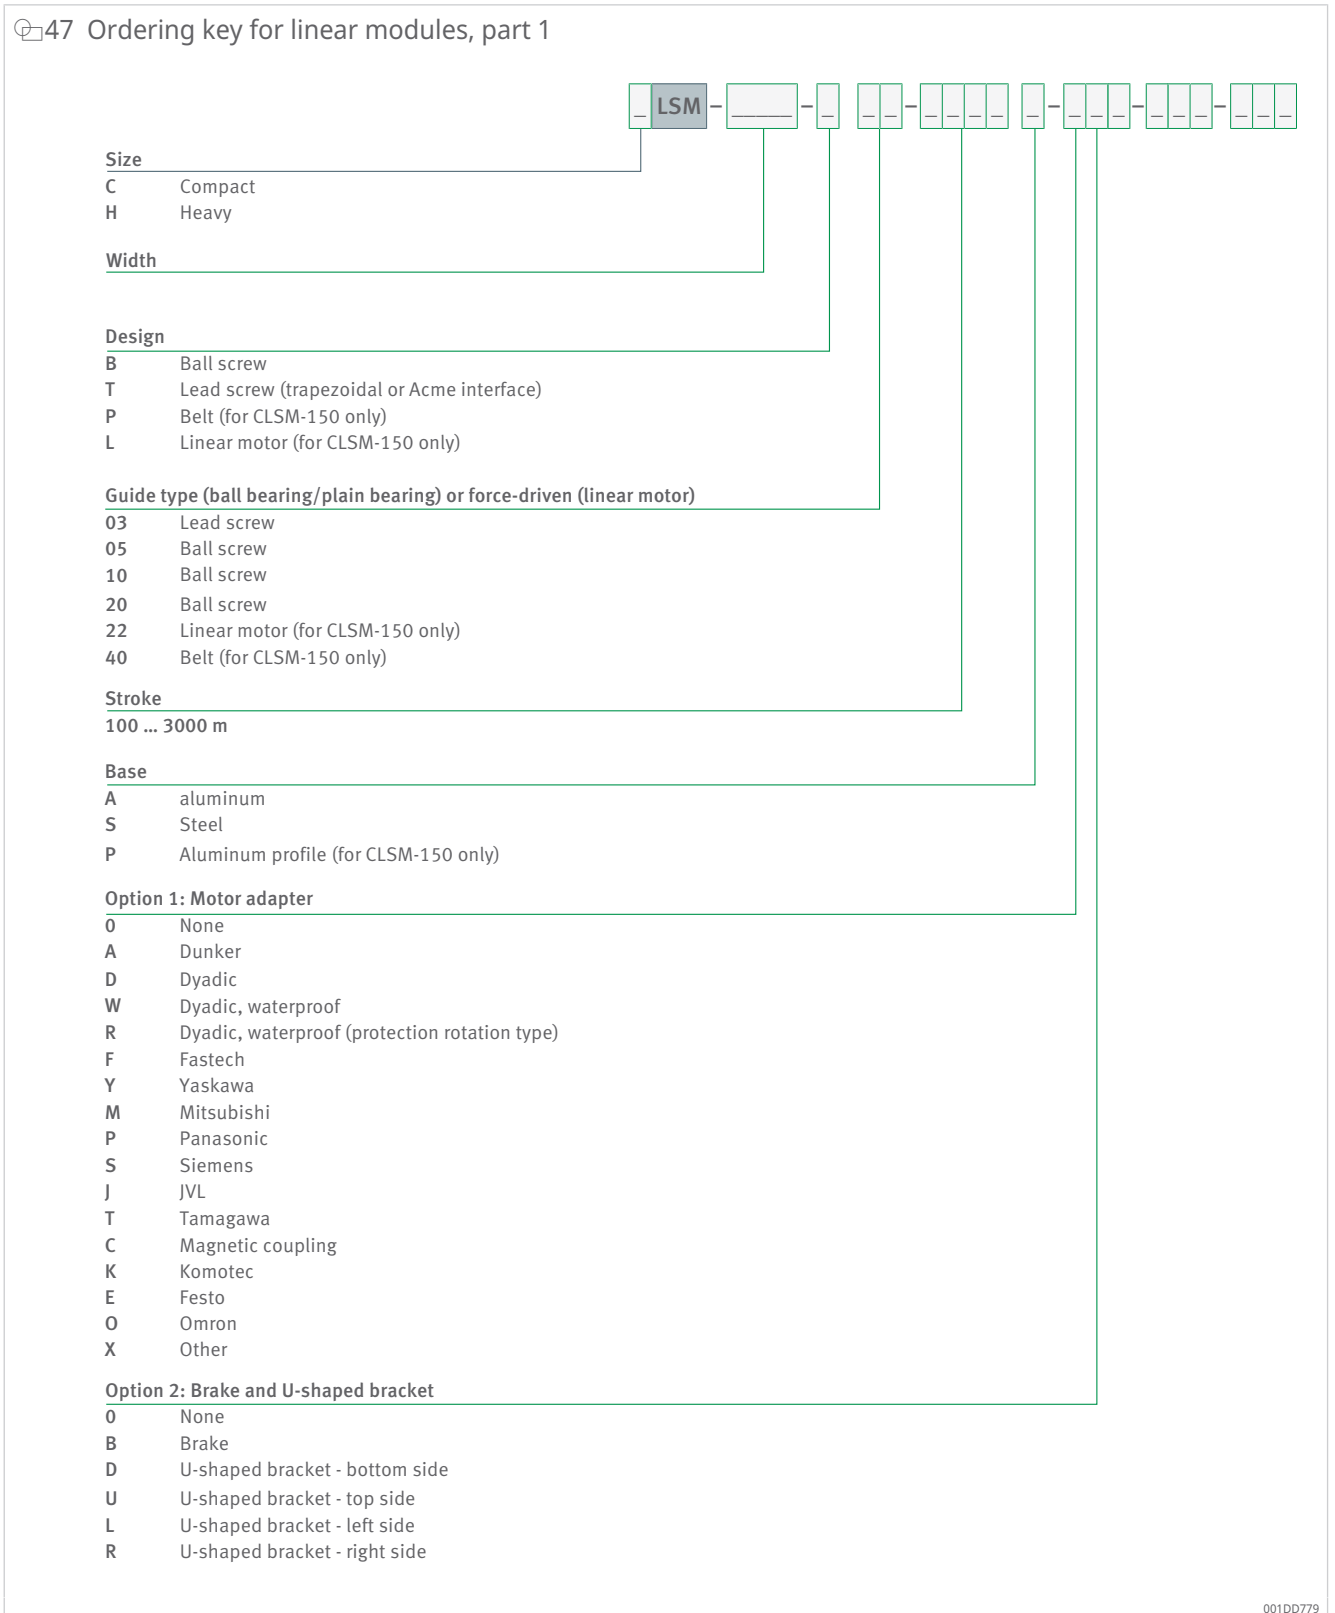 47 Ordering key for linear modules, part 1
_ LSM – _____ – _ _ _ – _ _ _ _ _ – _ _ _ – _ _ _ – _ _ _
Size
C Compact
H Heavy
Width
Design
B Ball screw
T Lead screw (trapezoidal or Acme interface)
P Belt (for CLSM-150 only)
L Linear motor (for CLSM-150 only)
Guide type (ball bearing/plain bearing) or force-driven (linear motor)
03 Lead screw
05 Ball screw
10 Ball screw
20 Ball screw
22 Linear motor (for CLSM-150 only)
40 Belt (for CLSM-150 only)
Stroke
100 ... 3000 m
Base
A aluminum
S Steel
P Aluminum profile (for CLSM-150 only)
Option 1: Motor adapter
0 None
A Dunker
D Dyadic
W Dyadic, waterproof
R Dyadic, waterproof (protection rotation type)
F Fastech
Y Yaskawa
M Mitsubishi
P Panasonic
S Siemens
J JVL
T Tamagawa
C Magnetic coupling
K Komotec
E Festo
O Omron
X Other
Option 2: Brake and U-shaped bracket
0 None
B Brake
D U-shaped bracket - bottom side
U U-shaped bracket - top side
L U-shaped bracket - left side
R U-shaped bracket - right side
001DD779